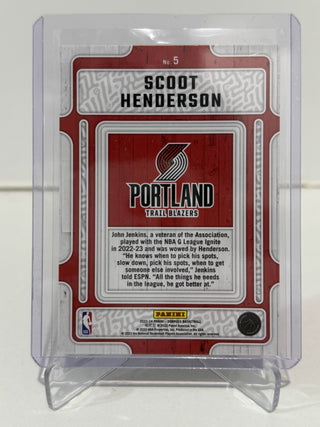 No. 5
SCOOT
HENDERSON
PORTLAND
TRAIL BLAZERS
John Jenkins, a veteran of the Association,
played with the NBA G League Ignite
in 2022-23 and was wowed by Henderson.
"He knows when to pick his spots,
slow down, pick his spots, when to get
someone else involved," Jenkins
told ESPN. "All the things he needs
in the league, he got better at."
PANINI
NBA